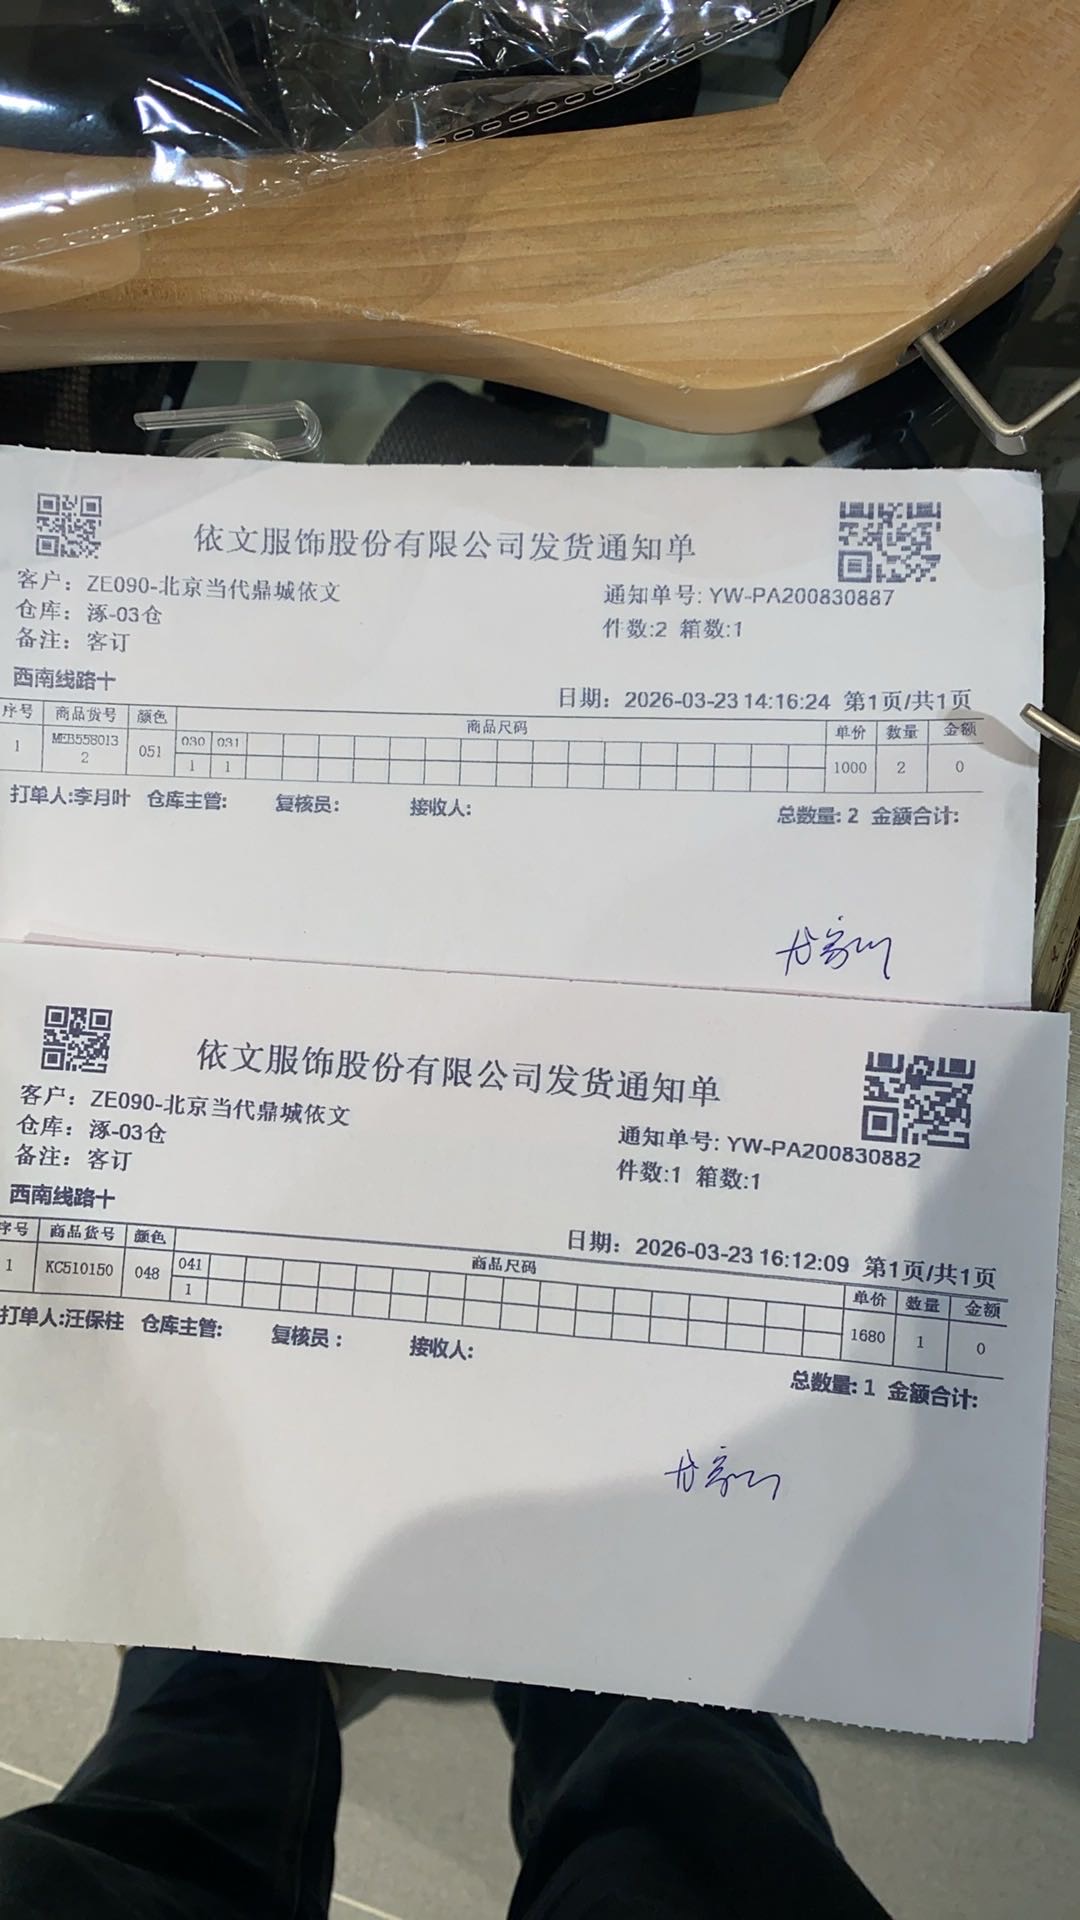 依文服饰股份有限公司发货通知单
客户：ZE090-北京当代鼎城依文
通知单号: YW-PA200830887
仓库：涿-03仓
件数:2 箱数:1
备注：客订
西南线路十
日期：2026-03-23 14:16:24 第1页/共1页
序号 商品货号 颜色 商品尺码 单价 数量 金额
1 MEB558013 051 030 031 1000 2 0
2 1 1
打单人:李月叶 仓库主管: 复核员: 接收人:
总数量: 2 金额合计:
依文服饰股份有限公司发货通知单
客户：ZE090-北京当代鼎城依文
通知单号: YW-PA200830882
仓库：涿-03仓
件数:1 箱数:1
备注：客订
西南线路十
日期：2026-03-23 16:12:09 第1页/共1页
序号 商品货号 颜色 商品尺码 单价 数量 金额
1 KC510150 048 041 1680 1 0
1
打单人:汪保柱 仓库主管: 复核员: 接收人:
总数量: 1 金额合计: